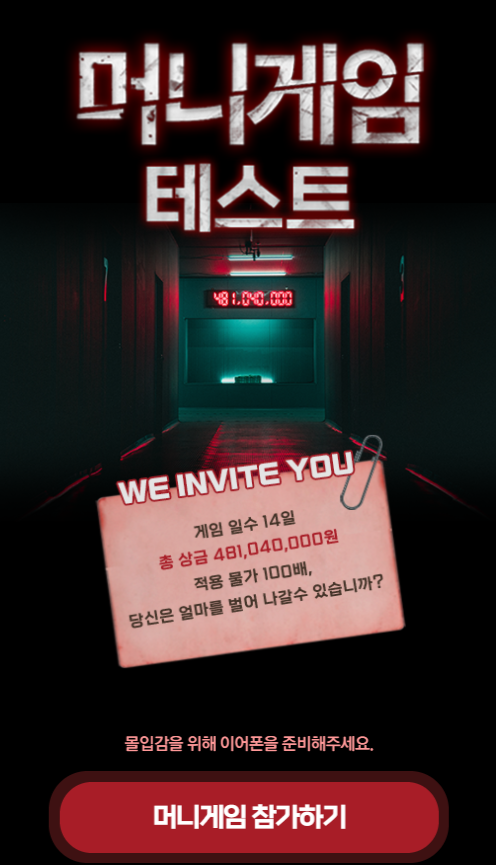 머니게임
테스트
481,040,000
WE INVITE YOU
게임 일수 14일
총 상금 481,040,000원
적용 물가 100배,
당신은 얼마를 벌어 나갈수 있습니까?
몰입감을 위해 이어폰을 준비해주세요.
머니게임 참가하기